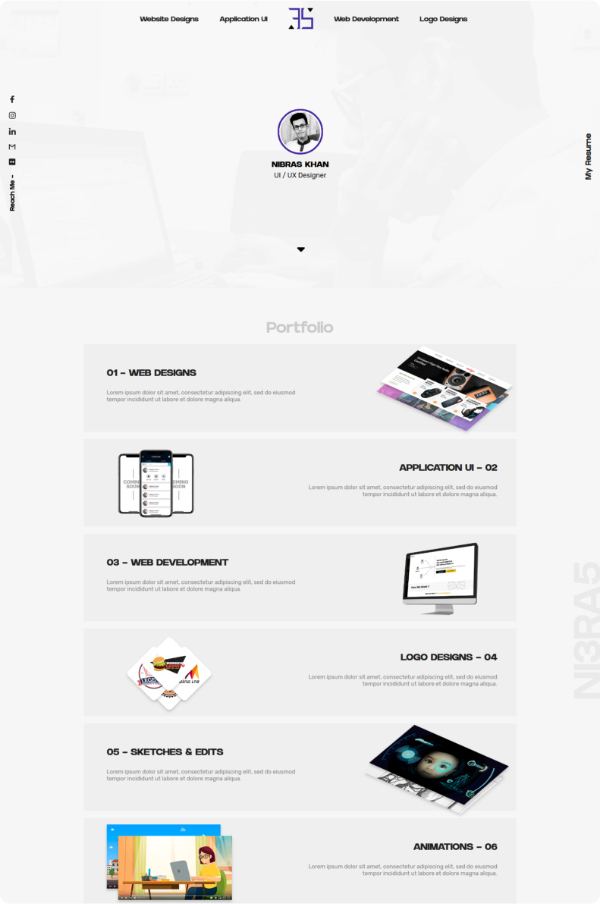 Website Designs
Application UI
Web Development
Logo Designs
Reach Me -
My Resume
NIBRAS KHAN
UI / UX Designer
Portfolio
01 - WEB DESIGNS
Lorem ipsum dolor sit amet, consectetur adipiscing elit, sed do eiusmod
tempor incididunt ut labore et dolore magna aliqua.
COMING
SOON
APPLICATION UI - 02
Lorem ipsum dolor sit amet, consectetur adipiscing elit, sed do eiusmod
tempor incididunt ut labore et dolore magna aliqua.
03 - WEB DEVELOPMENT
Lorem ipsum dolor sit amet, consectetur adipiscing elit, sed do eiusmod
tempor incididunt ut labore et dolore magna aliqua.
NI3RA5
LOGO DESIGNS - 04
Lorem ipsum dolor sit amet, consectetur adipiscing elit, sed do eiusmod
tempor incididunt ut labore et dolore magna aliqua.
05 - SKETCHES & EDITS
Lorem ipsum dolor sit amet, consectetur adipiscing elit, sed do eiusmod
tempor incididunt ut labore et dolore magna aliqua.
ANIMATIONS - 06
Lorem ipsum dolor sit amet, consectetur adipiscing elit, sed do eiusmod
tempor incididunt ut labore et dolore magna aliqua.